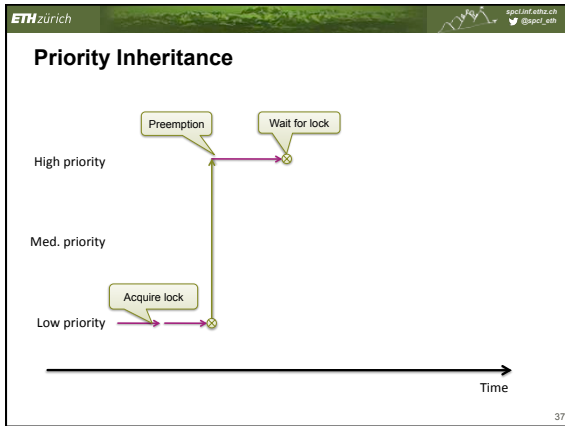 ETH zürich
spcl.inf.ethz.ch
@spcl_eth
Priority Inheritance
Preemption
Wait for lock
High priority
Med. priority
Acquire lock
Low priority
Time
37